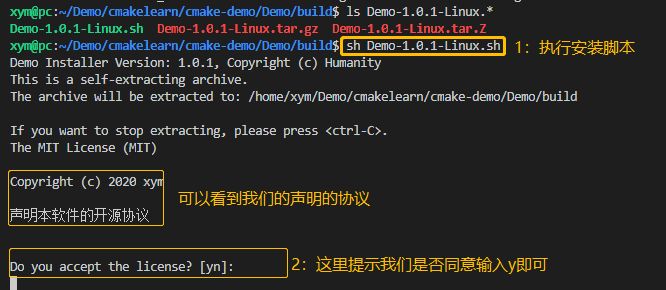 xym@pc:~/Demo/cmakelearn/cmake-demo/Demo/build$ ls Demo-1.0.1-Linux.*
Demo-1.0.1-Linux.sh Demo-1.0.1-Linux.tar.gz Demo-1.0.1-Linux.tar.Z
xym@pc:~/Demo/cmakelearn/cmake-demo/Demo/build$ sh Demo-1.0.1-Linux.sh 1：执行安装脚本
Demo Installer Version: 1.0.1, Copyright (c) Humanity
This is a self-extracting archive.
The archive will be extracted to: /home/xym/Demo/cmakelearn/cmake-demo/Demo/build
If you want to stop extracting, please press <ctrl-C>.
The MIT License (MIT)
Copyright (c) 2020 xym
可以看到我们的声明的协议
声明本软件的开源协议
Do you accept the license? [yn]: 2：这里提示我们是否同意输入y即可